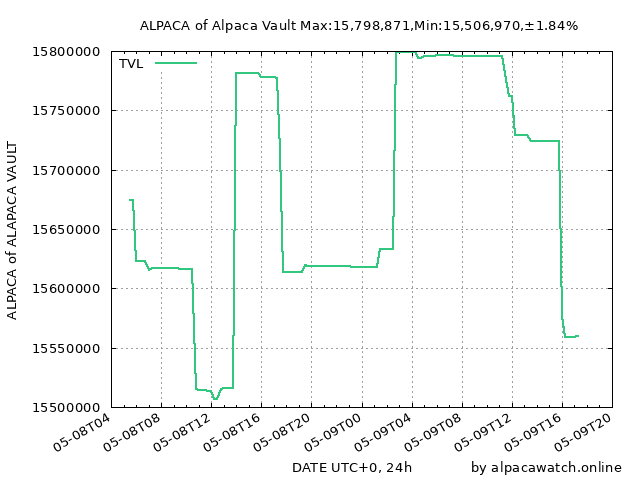 ALPACA of Alpaca Vault Max:15,798,871,Min:15,506,970,±1.84%
TVL
ALPACA of ALAPACA VAULT
15800000
15750000
15700000
15650000
15600000
15550000
15500000
05-08T04
05-08T08
05-08T12
05-08T16
05-08T20
05-09T00
05-09T04
05-09T08
05-09T12
05-09T16
05-09T20
DATE UTC+0, 24h
by alpacawatch.online